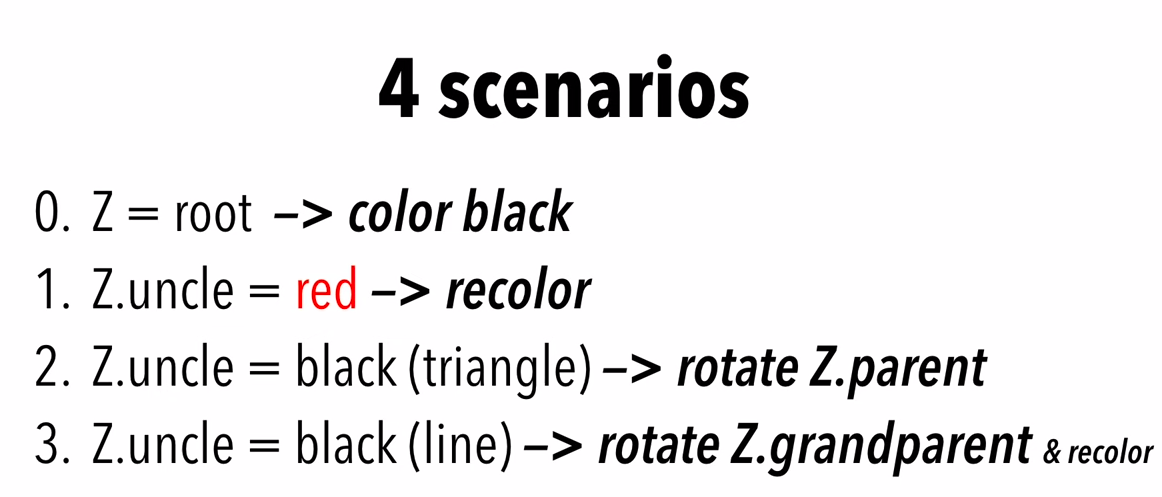 4 scenarios
0. Z = root –> color black
1. Z.uncle = red –> recolor
2. Z.uncle = black (triangle) –> rotate Z.parent
3. Z.uncle = black (line) –> rotate Z.grandparent & recolor